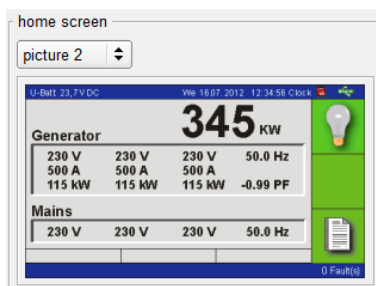 home screen
picture 2
U-Batt 23,7V DC We 16.07. 2012 12:34:56 Clock
345 KW
Generator
230 V 230 V 230 V 50.0 Hz
500 A 500 A 500 A
115 kW 115 kW 115 kW -0.99 PF
Mains
230 V 230 V 230 V 50.0 Hz
0 Fault(s)